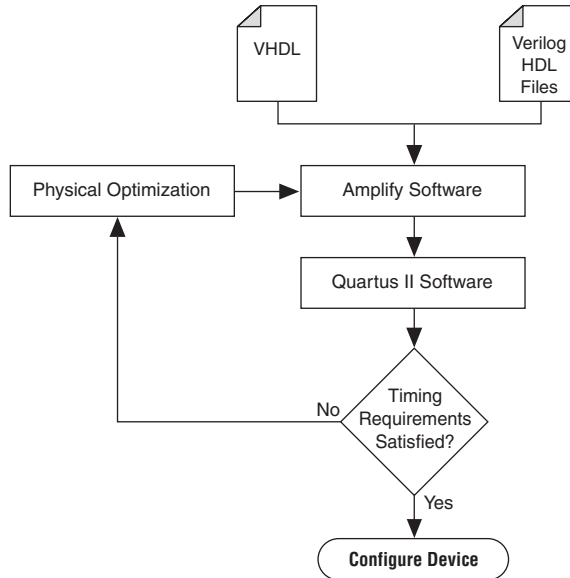 VHDL
Verilog
HDL
Files
Physical Optimization
Amplify Software
Quartus II Software
Timing
Requirements
Satisfied?
No
Yes
Configure Device